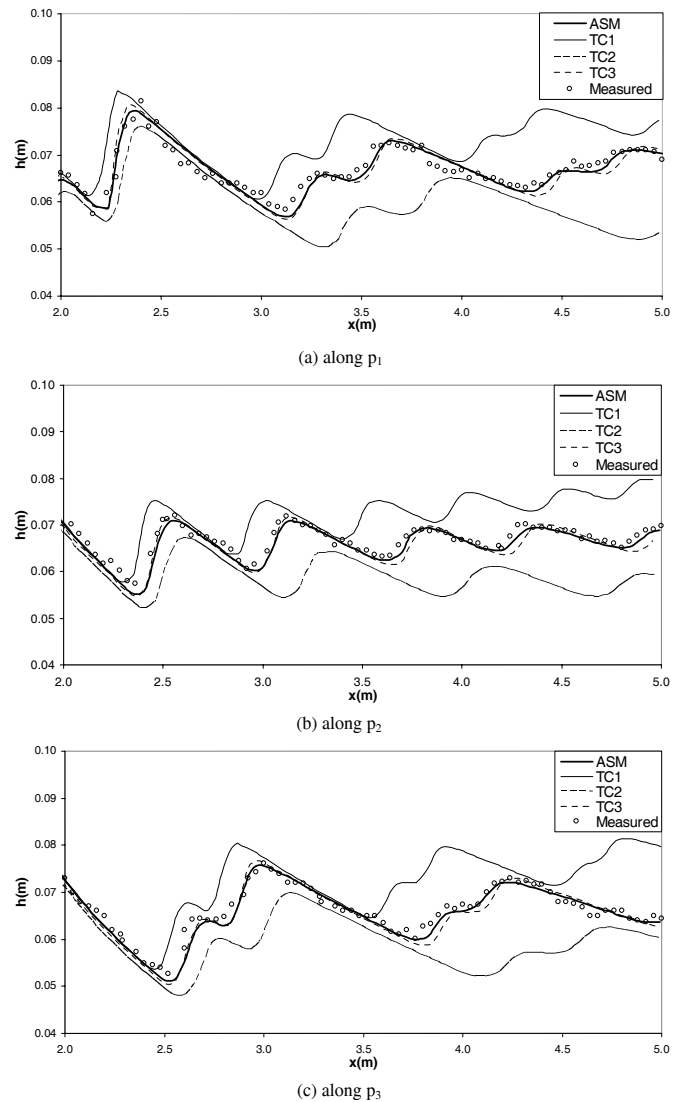 0.10
0.09
0.08
0.07
0.06
0.05
0.04
h(m)
2.0 2.5 3.0 3.5 4.0 4.5 5.0
x(m)
ASM
TC1
TC2
TC3
Measured
(a) along p₁
0.10
0.09
0.08
0.07
0.06
0.05
0.04
h(m)
2.0 2.5 3.0 3.5 4.0 4.5 5.0
x(m)
ASM
TC1
TC2
TC3
Measured
(b) along p₂
0.10
0.09
0.08
0.07
0.06
0.05
0.04
h(m)
2.0 2.5 3.0 3.5 4.0 4.5 5.0
x(m)
ASM
TC1
TC2
TC3
Measured
(c) along p₃